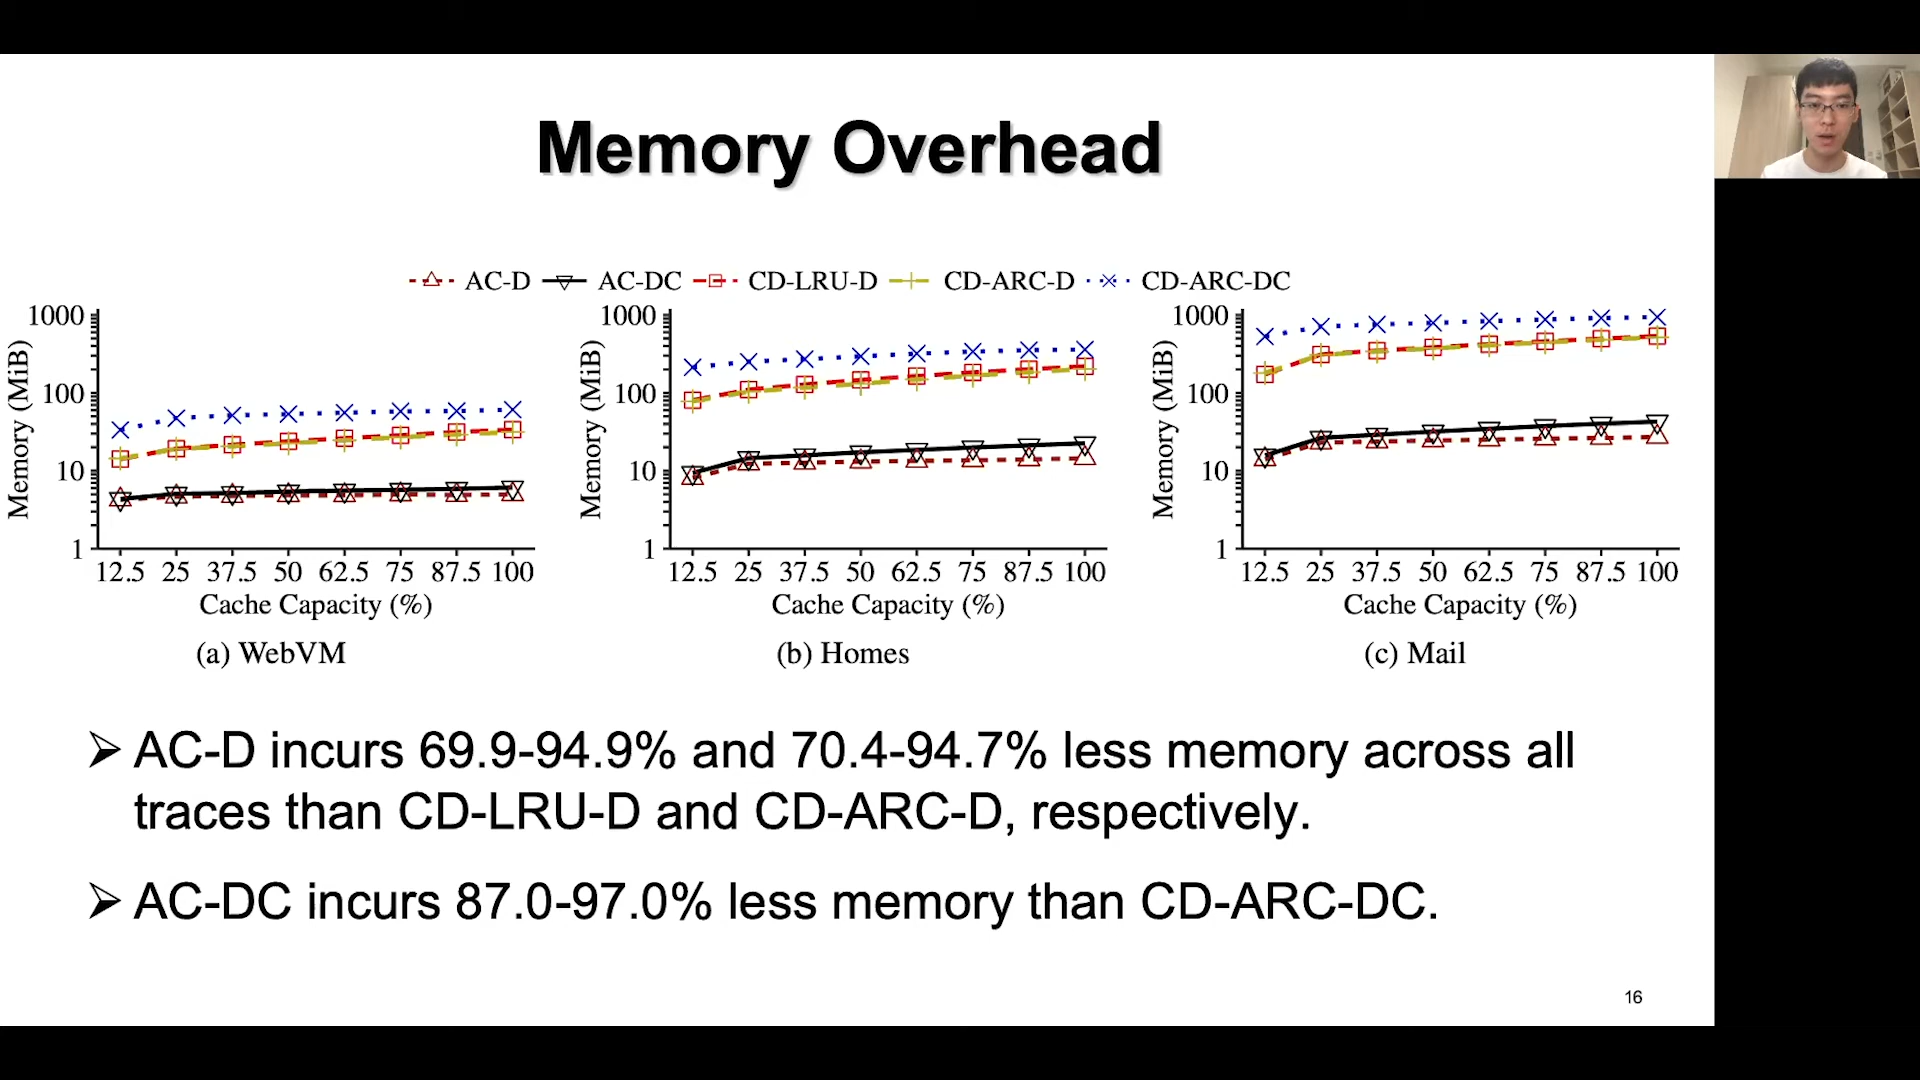 Memory Overhead
AC-D AC-DC CD-LRU-D CD-ARC-D CD-ARC-DC
Memory (MiB)
1000
100
10
1
12.5 25 37.5 50 62.5 75 87.5 100
Cache Capacity (%)
(a) WebVM
Memory (MiB)
1000
100
10
1
12.5 25 37.5 50 62.5 75 87.5 100
Cache Capacity (%)
(b) Homes
Memory (MiB)
1000
100
10
1
12.5 25 37.5 50 62.5 75 87.5 100
Cache Capacity (%)
(c) Mail
➢ AC-D incurs 69.9-94.9% and 70.4-94.7% less memory across all
traces than CD-LRU-D and CD-ARC-D, respectively.
➢ AC-DC incurs 87.0-97.0% less memory than CD-ARC-DC.
16